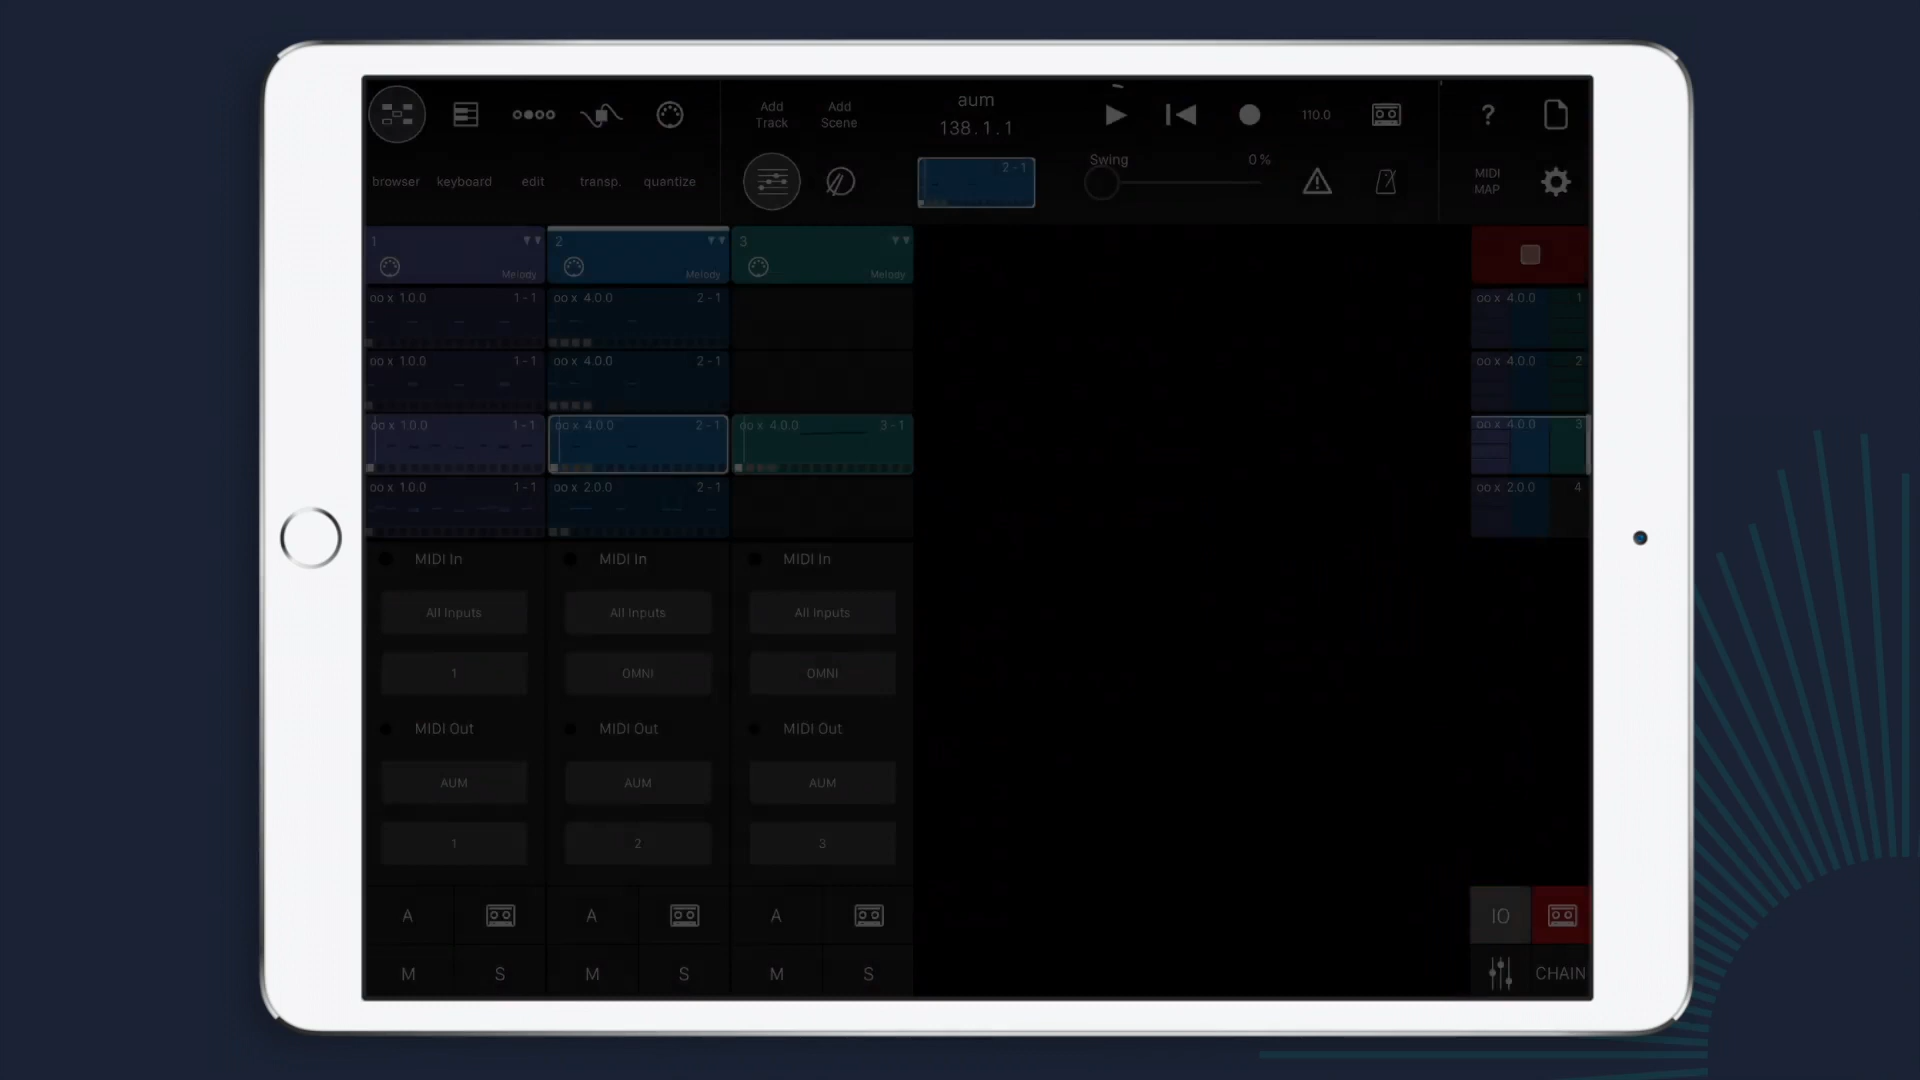 Add Track
Add Scene
aum
138.1.1
110.0
?
browser
keyboard
edit
transp.
quantize
2 - 1
Swing
0 %
MIDI MAP
1
Melody
2
Melody
3
Melody
oo x 1.0.0
1 - 1
oo x 4.0.0
2 - 1
oo x 4.0.0
1
oo x 1.0.0
1 - 1
oo x 4.0.0
2 - 1
oo x 4.0.0
2
oo x 1.0.0
1 - 1
oo x 4.0.0
2 - 1
oo x 4.0.0
3 - 1
oo x 4.0.0
3
oo x 1.0.0
1 - 1
oo x 2.0.0
2 - 1
oo x 2.0.0
4
MIDI In
MIDI In
MIDI In
All Inputs
All Inputs
All Inputs
1
OMNI
OMNI
MIDI Out
MIDI Out
MIDI Out
AUM
AUM
AUM
1
2
3
A
A
A
IO
M
S
M
S
M
S
CHAIN